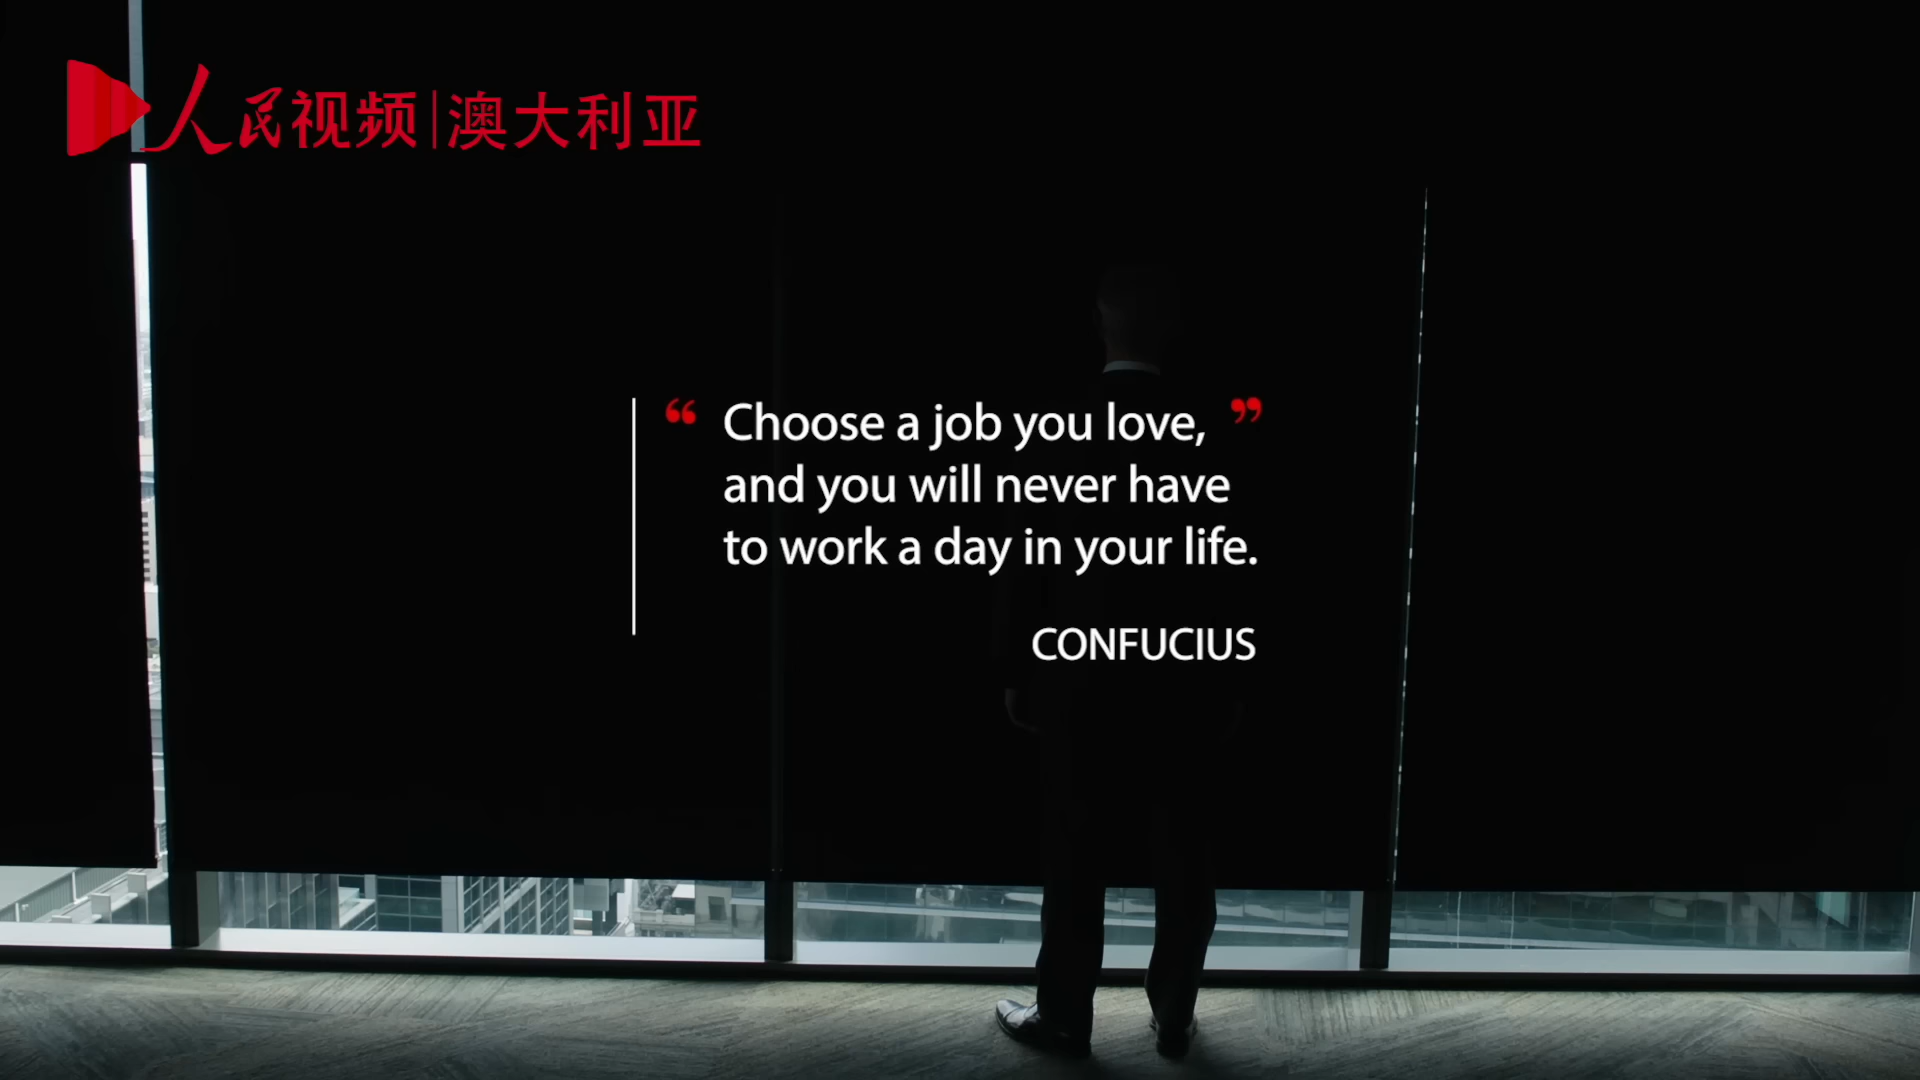 人民视频|澳大利亚
“ Choose a job you love, ”
and you will never have
to work a day in your life.
CONFUCIUS